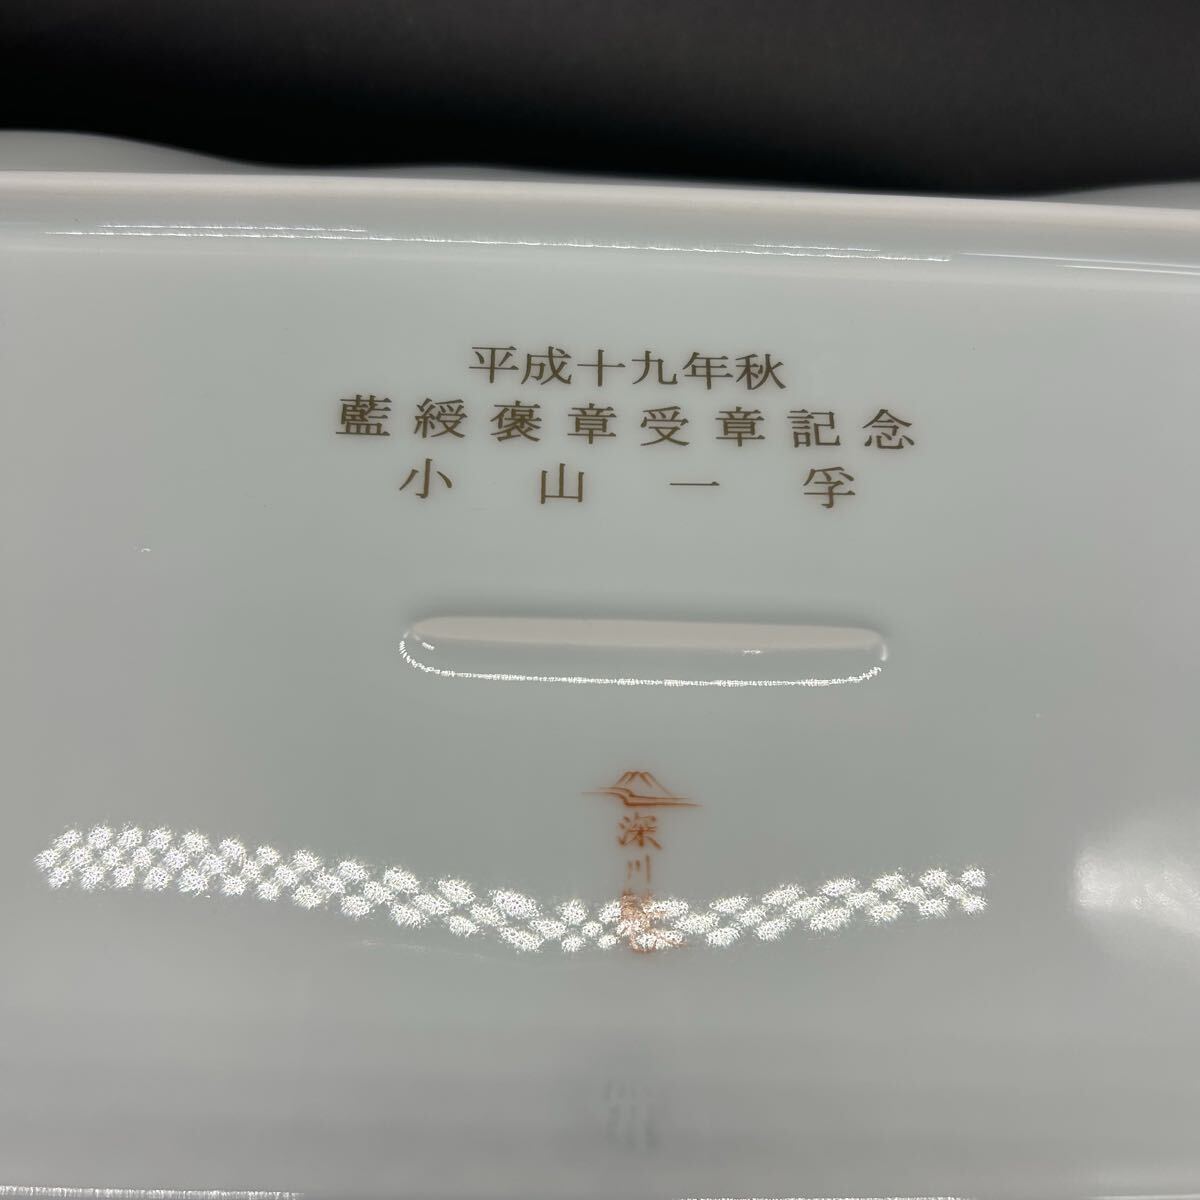 平成十九年秋
藍綬褒章受章記念
小山一孚
深川製